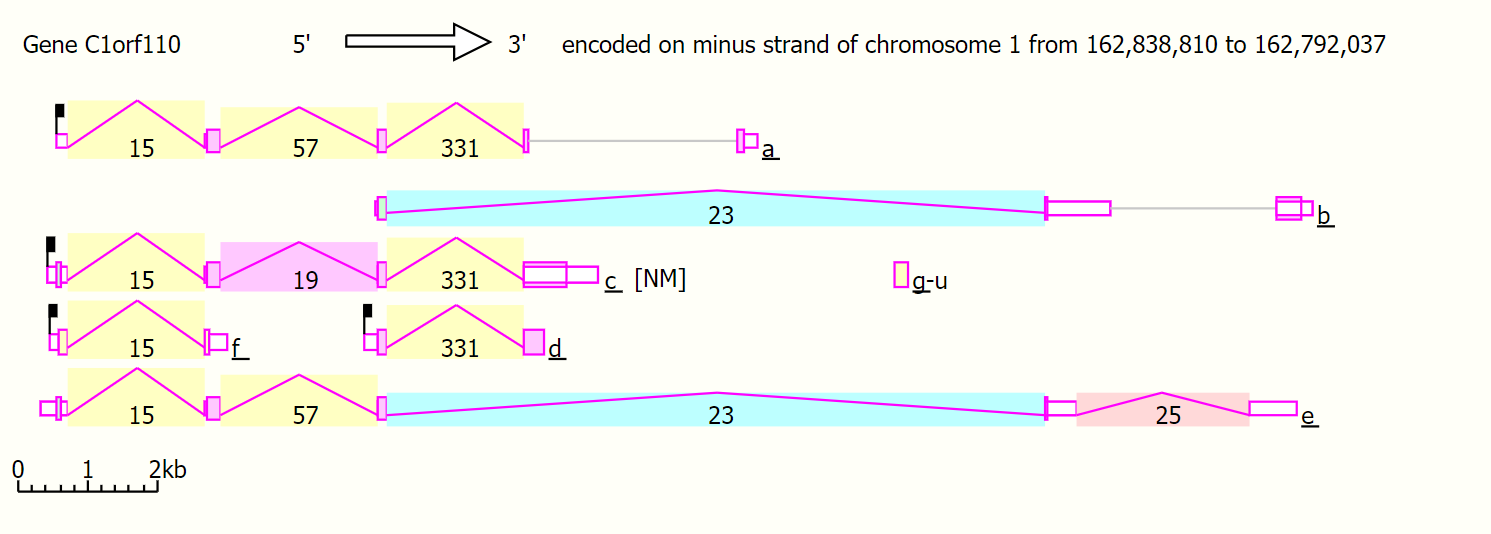 Gene C1orf110 5' 3' encoded on minus strand of chromosome 1 from 162,838,810 to 162,792,037
15 57 331 a
23 b
15 19 331 c [NM] g-u
15 f 331 d
15 57 23 25 e
0 1 2kb